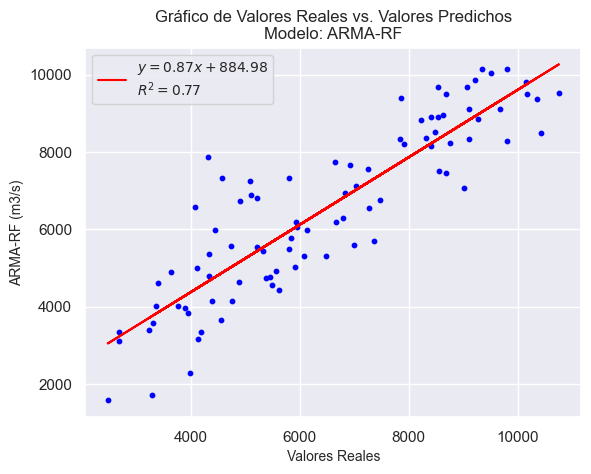 Gráfico de Valores Reales vs. Valores Predichos
Modelo: ARMA-RF
y = 0.87x + 884.98
R² = 0.77
10000
8000
6000
4000
2000
ARMA-RF (m3/s)
4000 6000 8000 10000
Valores Reales